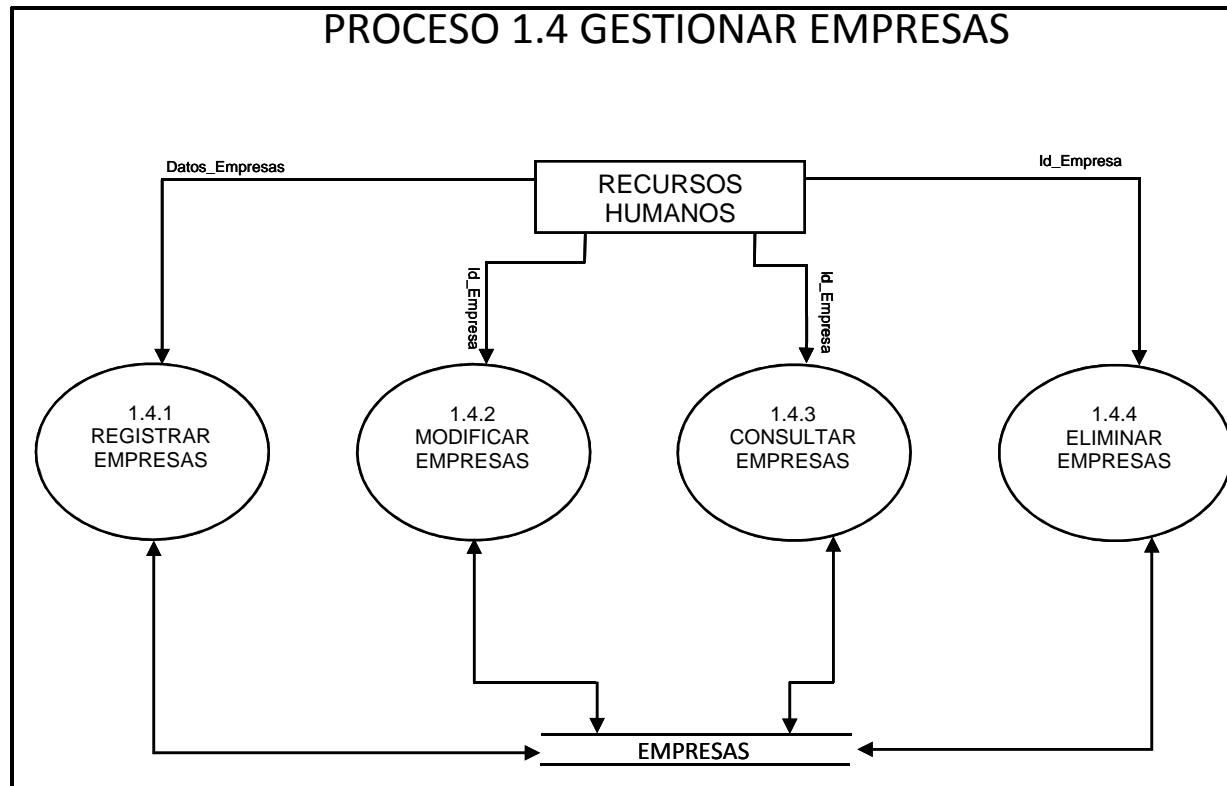 PROCESO 1.4 GESTIONAR EMPRESAS
Datos_Empresas
Id_Empresa
RECURSOS
HUMANOS
Id_Empresa
Id_Empresa
1.4.1
REGISTRAR
EMPRESAS
1.4.2
MODIFICAR
EMPRESAS
1.4.3
CONSULTAR
EMPRESAS
1.4.4
ELIMINAR
EMPRESAS
EMPRESAS